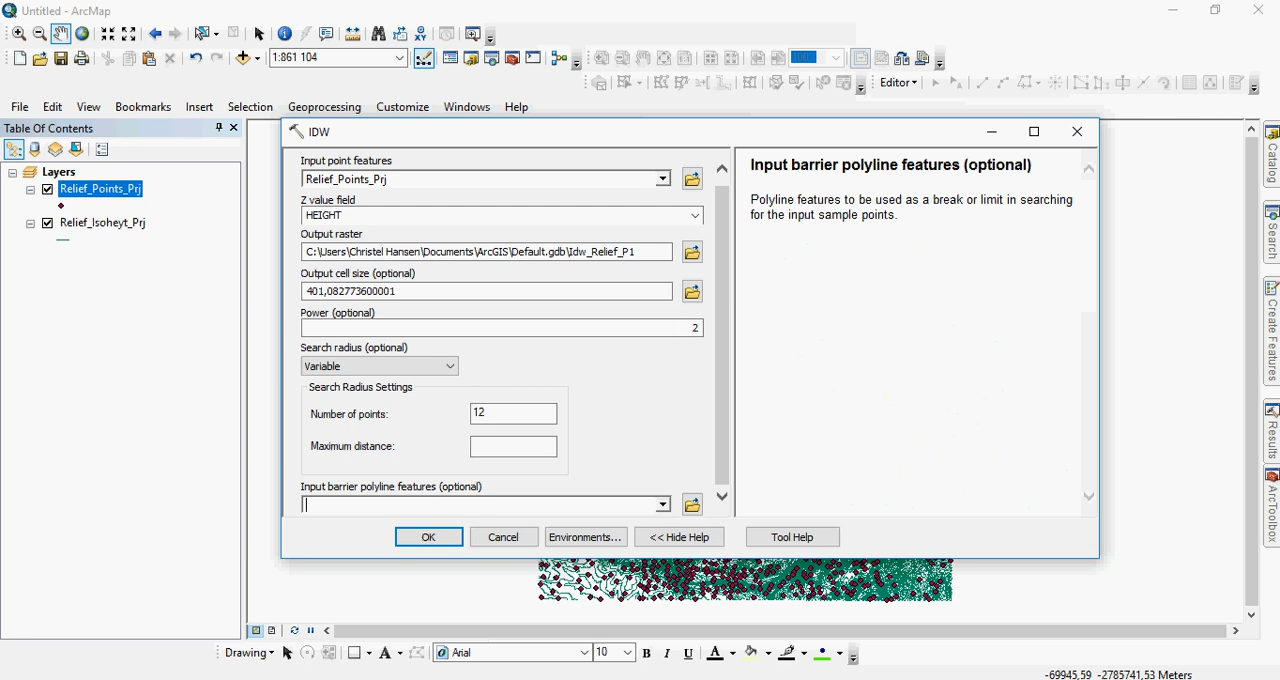 Untitled - ArcMap
1:861 104
Editor
File Edit View Bookmarks Insert Selection Geoprocessing Customize Windows Help
Table Of Contents
Layers
Relief_Points_Prj
Relief_Isoheyt_Prj
IDW
Input point features
Relief_Points_Prj
Z value field
HEIGHT
Output raster
C:\Users\Christel Hansen\Documents\ArcGIS\Default.gdb\Idw_Relief_P1
Output cell size (optional)
401,082773600001
Power (optional)
2
Search radius (optional)
Variable
Search Radius Settings
Number of points:
12
Maximum distance:
Input barrier polyline features (optional)
OK Cancel Environments... << Hide Help Tool Help
Input barrier polyline features (optional)
Polyline features to be used as a break or limit in searching
for the input sample points.
Catalog
Search
Create Features
Results
ArcToolbox
Drawing Arial 10 B I U A
-69945,59 -2785741,53 Meters